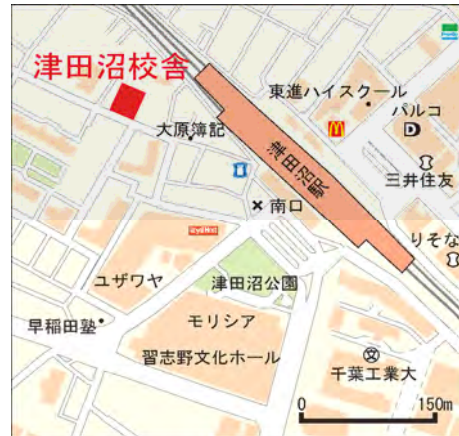 津田沼校舎
東進ハイスクール
パルコ
D
M
大原簿記
津田沼駅
三井住友
南口
りそな
ユザワヤ
津田沼公園
早稲田塾
モリシア
習志野文化ホール
文
千葉工業大
0
150m